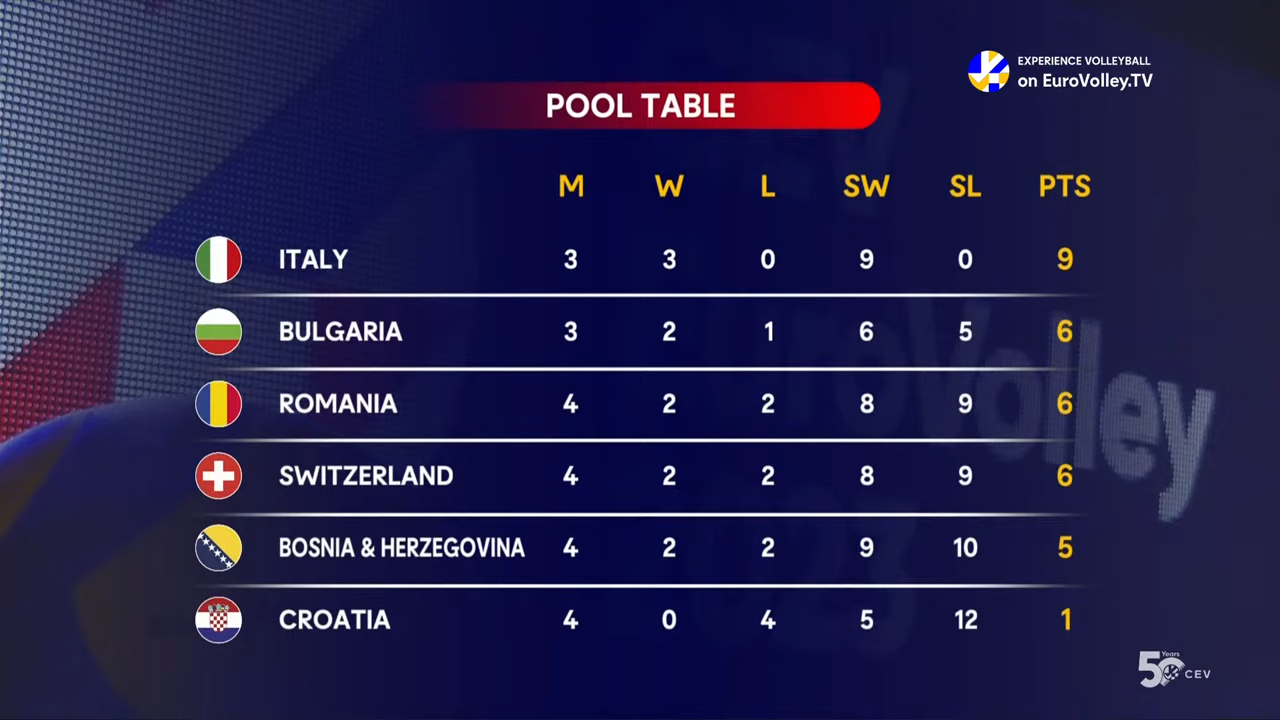 EXPERIENCE VOLLEYBALL
on EuroVolley.TV
POOL TABLE
M W L SW SL PTS
ITALY 3 3 0 9 0 9
BULGARIA 3 2 1 6 5 6
ROMANIA 4 2 2 8 9 6
SWITZERLAND 4 2 2 8 9 6
BOSNIA & HERZEGOVINA 4 2 2 9 10 5
CROATIA 4 0 4 5 12 1
EuroVolley
2023
50 Years CEV